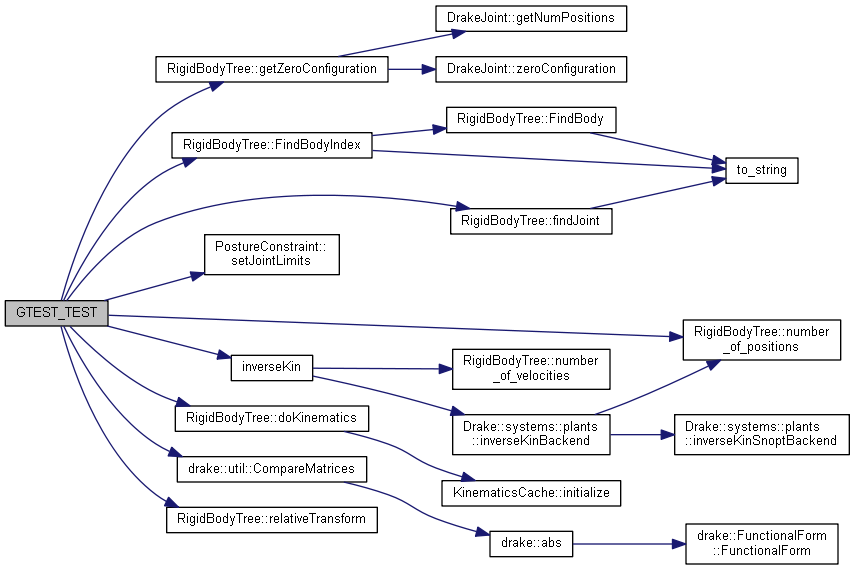 DrakeJoint::getNumPositions
RigidBodyTree::getZeroConfiguration
DrakeJoint::zeroConfiguration
RigidBodyTree::FindBody
RigidBodyTree::FindBodyIndex
to_string
RigidBodyTree::findJoint
PostureConstraint::
setJointLimits
GTEST_TEST
RigidBodyTree::number
_of_positions
inverseKin
RigidBodyTree::number
_of_velocities
RigidBodyTree::doKinematics
Drake::systems::plants
::inverseKinBackend
Drake::systems::plants
::inverseKinSnoptBackend
drake::util::CompareMatrices
KinematicsCache::initialize
RigidBodyTree::relativeTransform
drake::abs
drake::FunctionalForm
::FunctionalForm